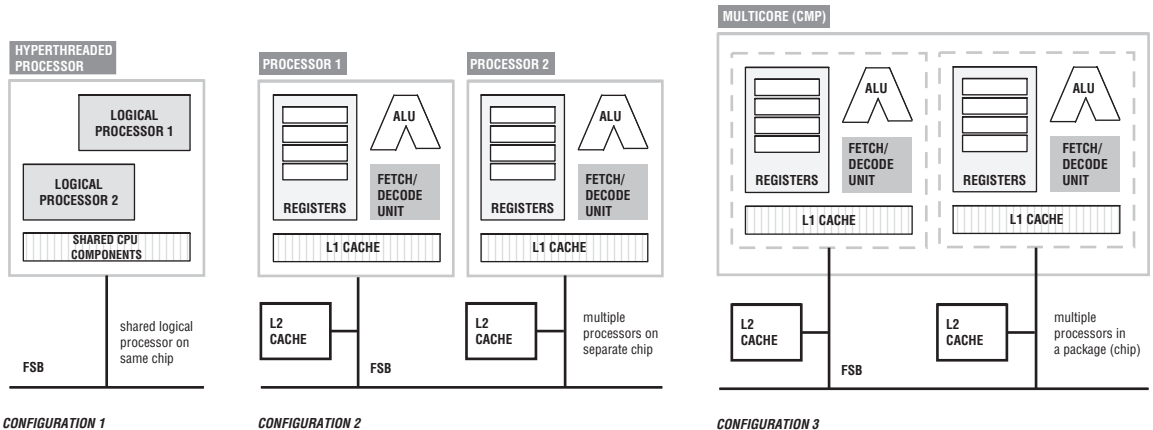 HYPERTHREADED
PROCESSOR
LOGICAL
PROCESSOR 1
LOGICAL
PROCESSOR 2
SHARED CPU
COMPONENTS
shared logical
processor on
same chip
FSB
CONFIGURATION 1
PROCESSOR 1
ALU
FETCH/
DECODE
UNIT
REGISTERS
L1 CACHE
L2
CACHE
PROCESSOR 2
ALU
FETCH/
DECODE
UNIT
REGISTERS
L1 CACHE
L2
CACHE
multiple
processors on
separate chip
FSB
CONFIGURATION 2
MULTICORE (CMP)
ALU
FETCH/
DECODE
UNIT
REGISTERS
L1 CACHE
L2
CACHE
ALU
FETCH/
DECODE
UNIT
REGISTERS
L1 CACHE
L2
CACHE
multiple
processors in
a package (chip)
FSB
CONFIGURATION 3